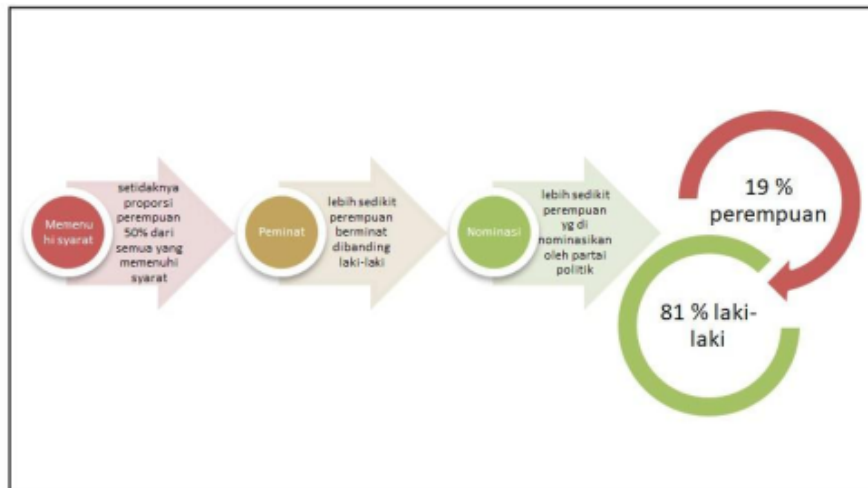 Memenu
hi syarat
setidaknya
proporsi
perempuan
50% dari
semua yang
memenuhi
syarat
Peminat
lebih sedikit
perempuan
berminat
dibanding
laki-laki
Nominasi
lebih sedikit
perempuan
yg di
nominasikan
oleh partai
politik
19 %
perempuan
81 % laki-
laki